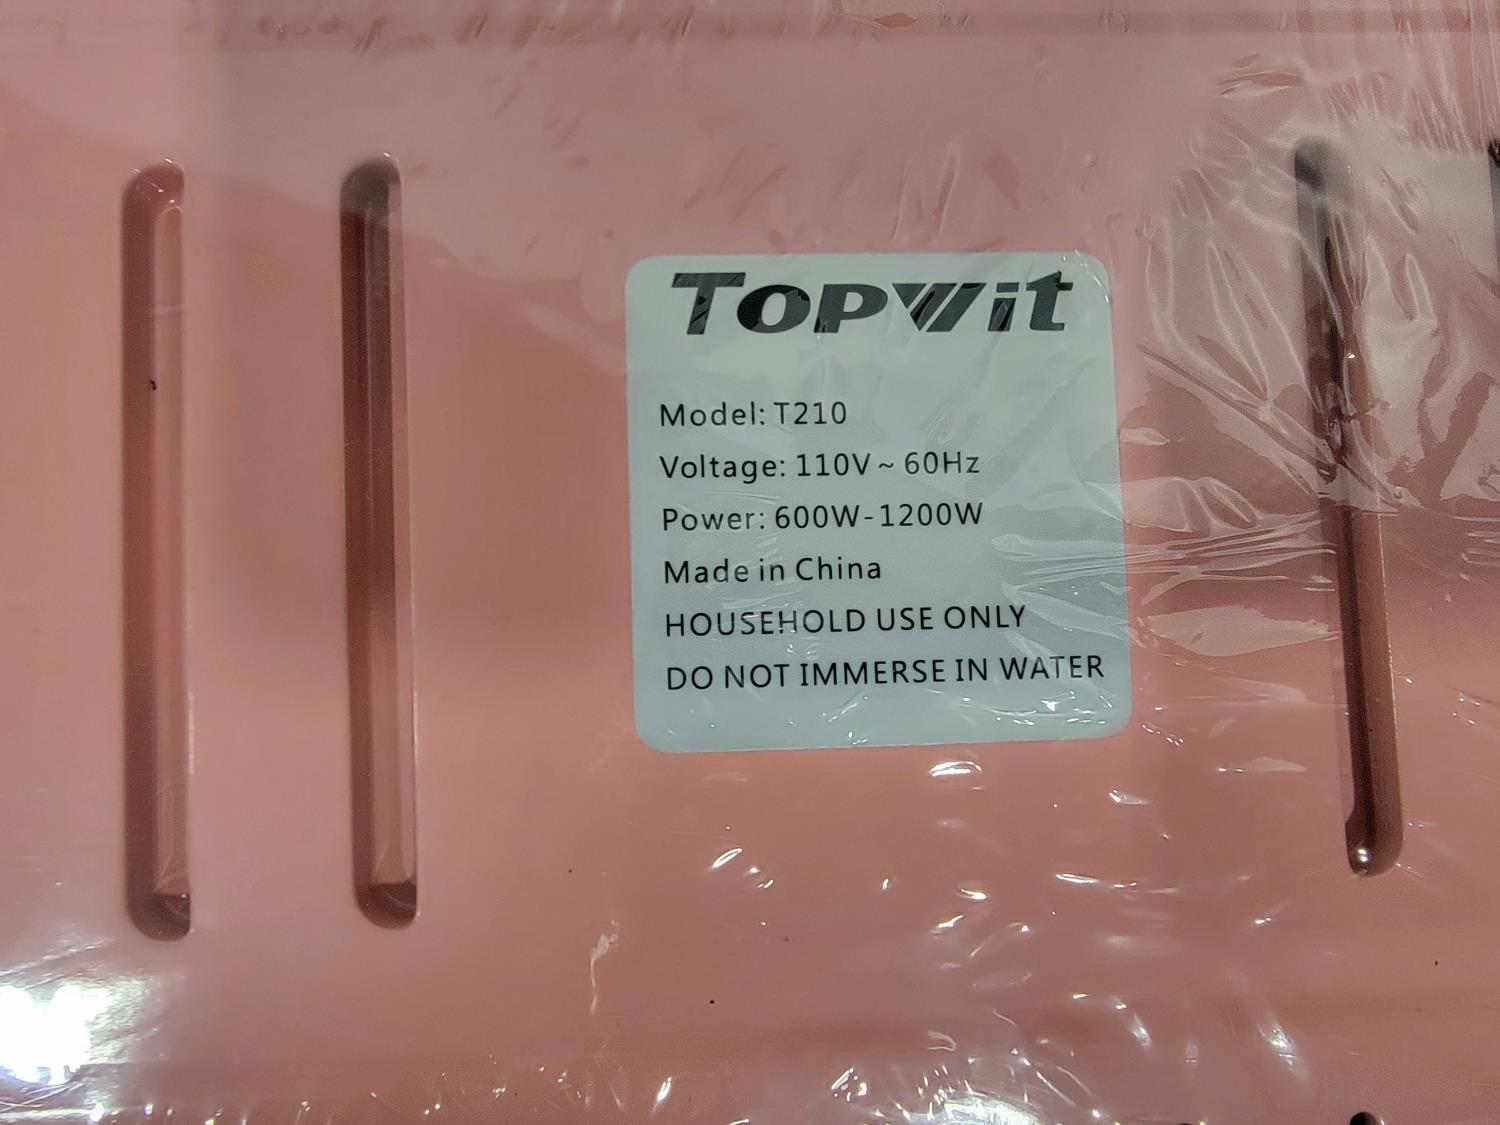 TOPWit
Model: T210
Voltage: 110V ~ 60Hz
Power: 600W-1200W
Made in China
HOUSEHOLD USE ONLY
DO NOT IMMERSE IN WATER